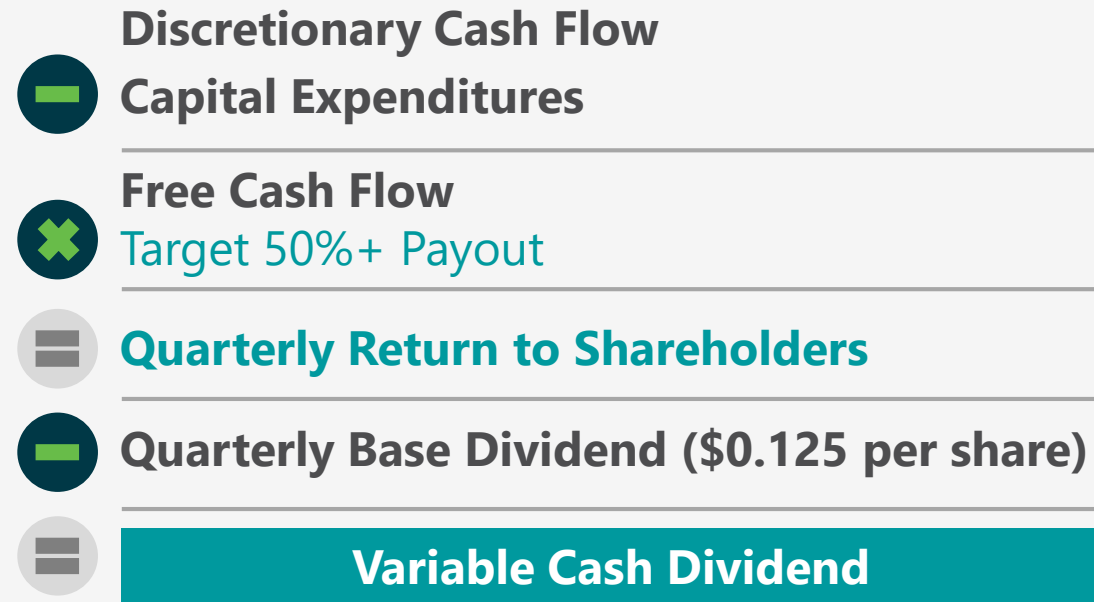 Discretionary Cash Flow
Capital Expenditures
Free Cash Flow
Target 50%+ Payout
Quarterly Return to Shareholders
Quarterly Base Dividend ($0.125 per share)
Variable Cash Dividend